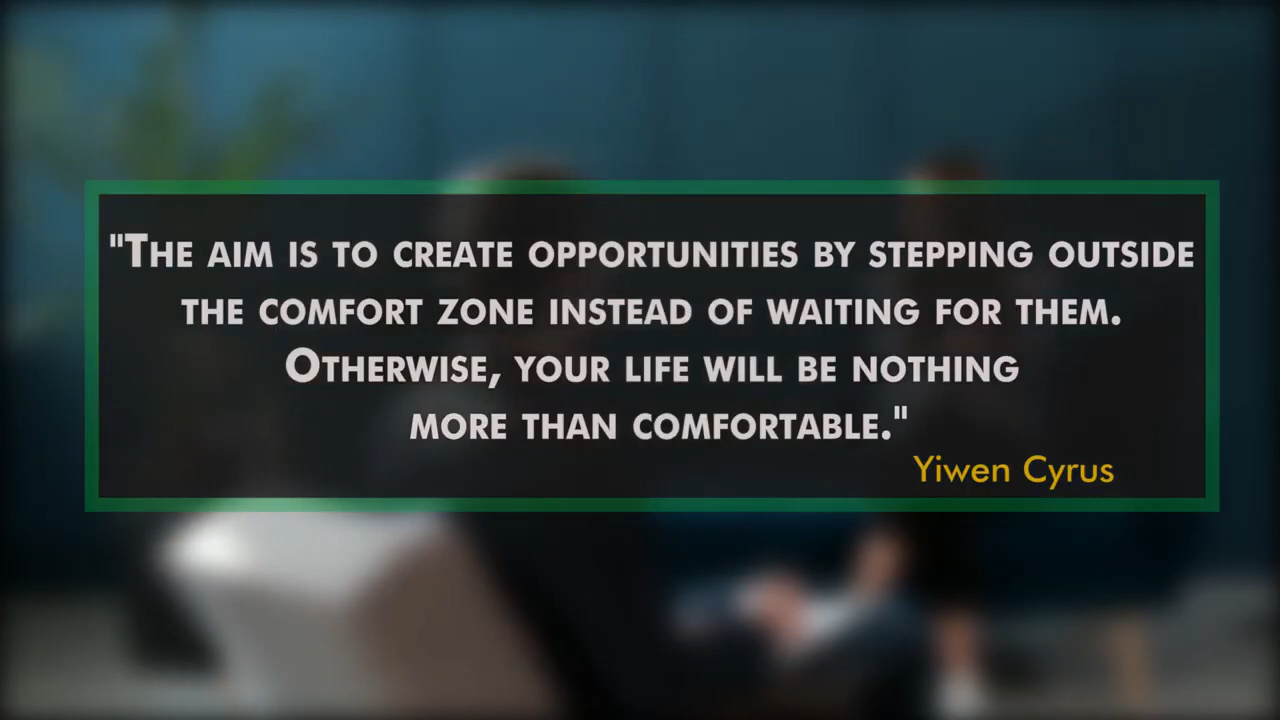 "The aim is to create opportunities by stepping outside
the comfort zone instead of waiting for them.
Otherwise, your life will be nothing
more than comfortable."
Yiwen Cyrus